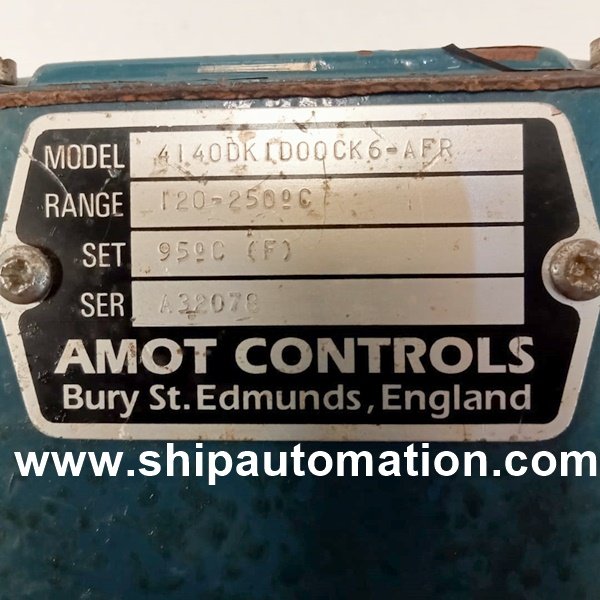 MODEL 4140DK1D00CK6-AFR
RANGE 120-250ºC
SET 95ºC (F)
SER A32078
AMOT CONTROLS
Bury St. Edmunds, England
www.shipautomation.com